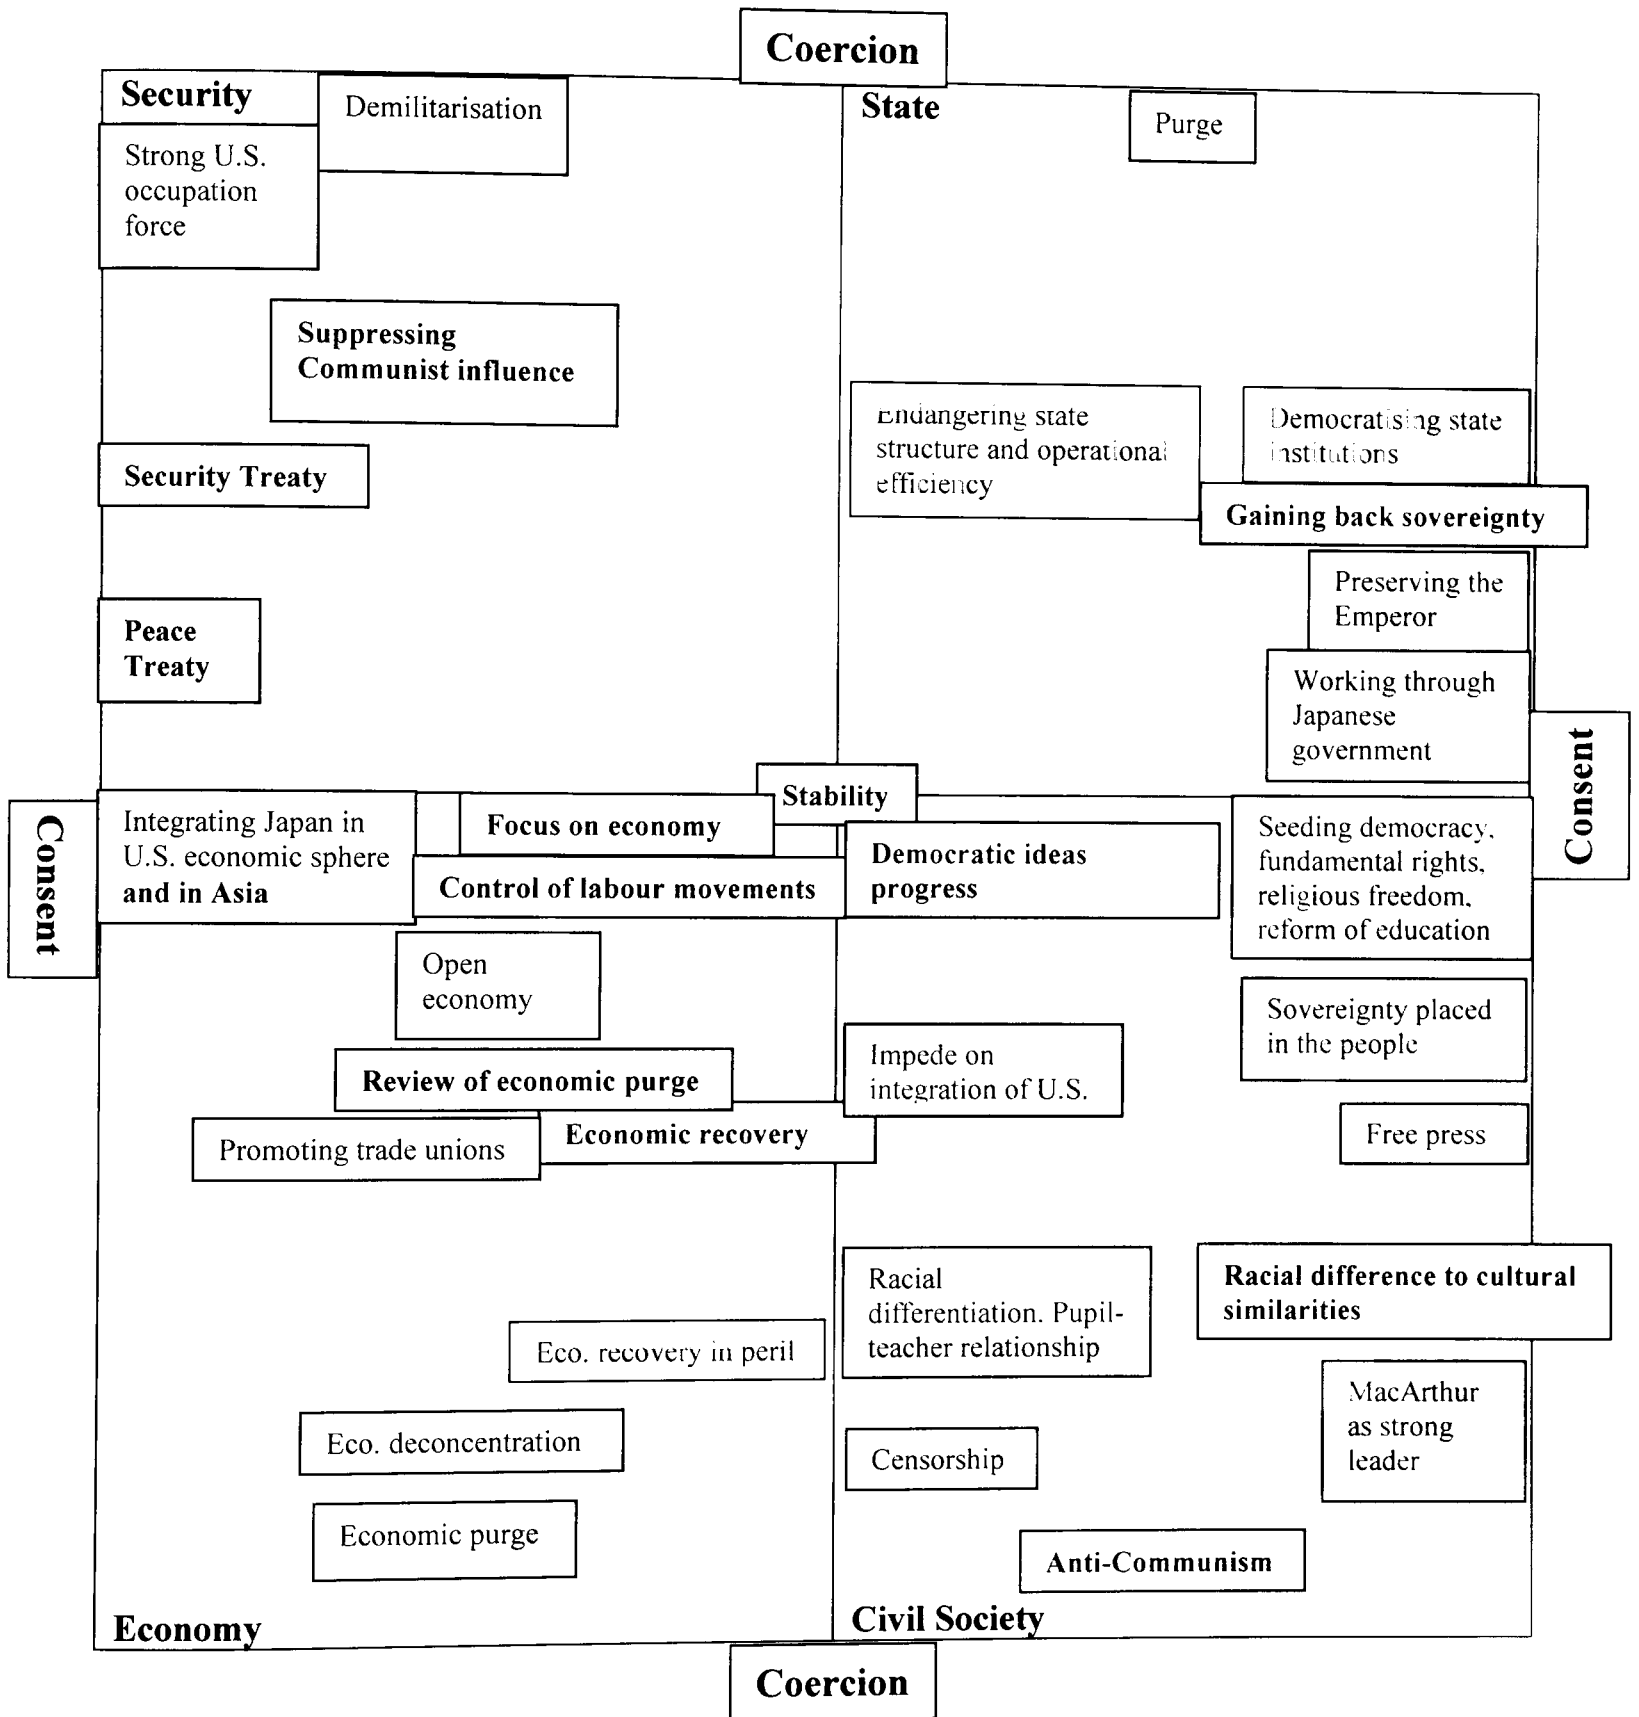 Coercion
Security
Demilitarisation
State
Purge
Strong U.S.
occupation
force
Suppressing
Communist influence
Endangering state
structure and operational
efficiency
Democratising state
institutions
Security Treaty
Gaining back sovereignty
Preserving the
Emperor
Peace
Treaty
Working through
Japanese
government
Consent
Stability
Consent
Integrating Japan in
U.S. economic sphere
and in Asia
Focus on economy
Control of labour movements
Democratic ideas
progress
Seeding democracy,
fundamental rights,
religious freedom,
reform of education
Open
economy
Sovereignty placed
in the people
Impede on
integration of U.S.
Review of economic purge
Promoting trade unions
Economic recovery
Free press
Racial
differentiation. Pupil-
teacher relationship
Racial difference to cultural
similarities
Eco. recovery in peril
MacArthur
as strong
leader
Eco. deconcentration
Censorship
Economic purge
Anti-Communism
Economy
Civil Society
Coercion